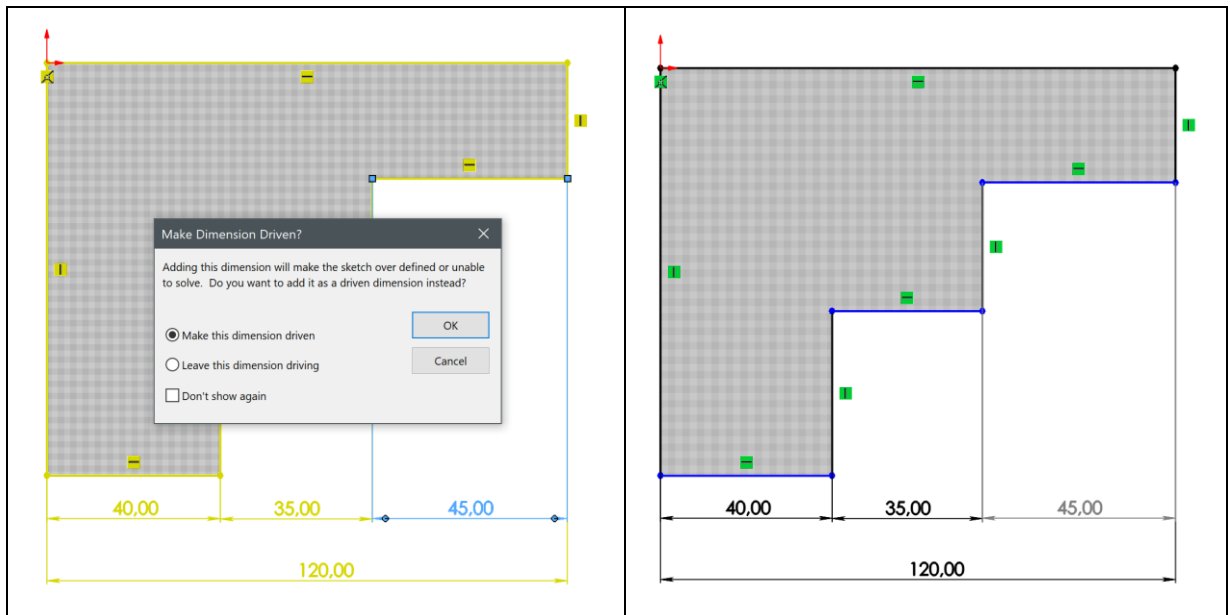 Make Dimension Driven?
Adding this dimension will make the sketch over defined or unable
to solve. Do you want to add it as a driven dimension instead?
Make this dimension driven
OK
Leave this dimension driving
Cancel
Don't show again
40,00
35,00
45,00
120,00
40,00
35,00
45,00
120,00